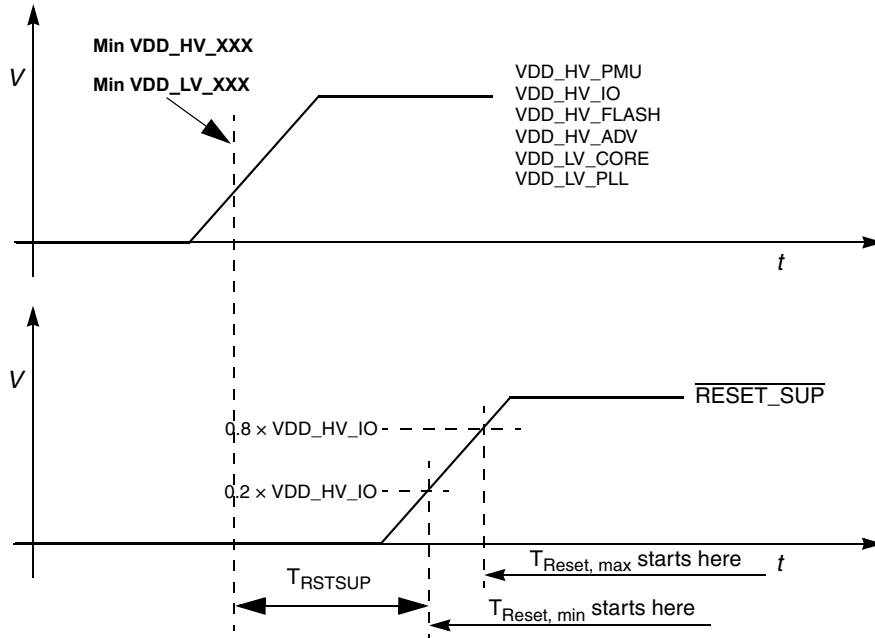 Min VDD_HV_XXX
Min VDD_LV_XXX
V
VDD_HV_PMU
VDD_HV_IO
VDD_HV_FLASH
VDD_HV_ADV
VDD_LV_CORE
VDD_LV_PLL
t
V
RESET_SUP
0.8 × VDD_HV_IO
0.2 × VDD_HV_IO
t
TReset, max starts here
TRSTSUP
TReset, min starts here